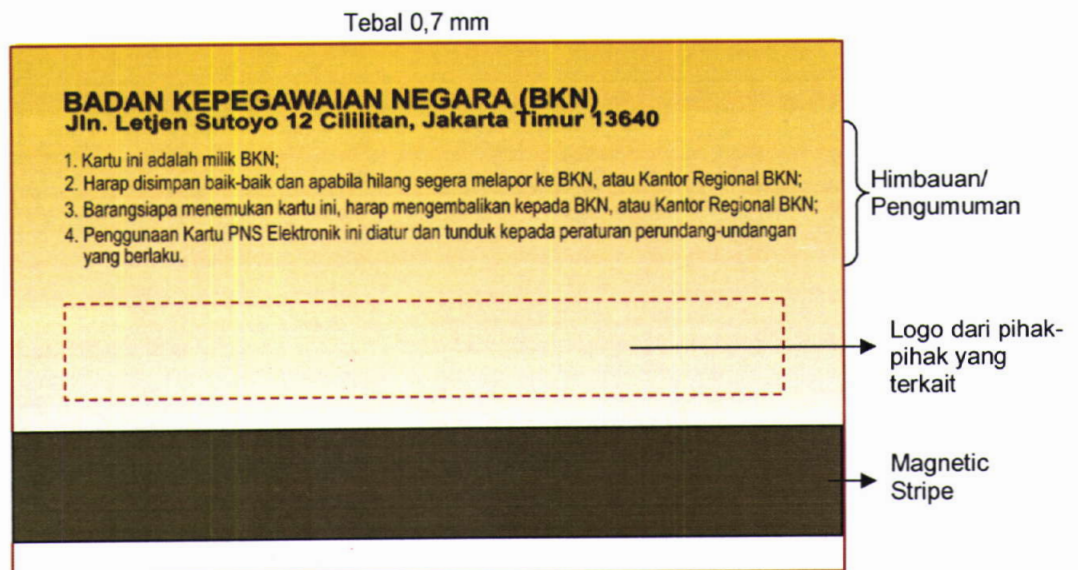 Tebal 0,7 mm
BADAN KEPEGAWAIAN NEGARA (BKN)
Jln. Letjen Sutoyo 12 Cililitan, Jakarta Timur 13640
1. Kartu ini adalah milik BKN;
2. Harap disimpan baik-baik dan apabila hilang segera melapor ke BKN, atau Kantor Regional BKN;
3. Barangsiapa menemukan kartu ini, harap mengembalikan kepada BKN, atau Kantor Regional BKN;
4. Penggunaan Kartu PNS Elektronik ini diatur dan tunduk kepada peraturan perundang-undangan
yang berlaku.
Himbauan/
Pengumuman
Logo dari pihak-
pihak yang
terkait
Magnetic
Stripe